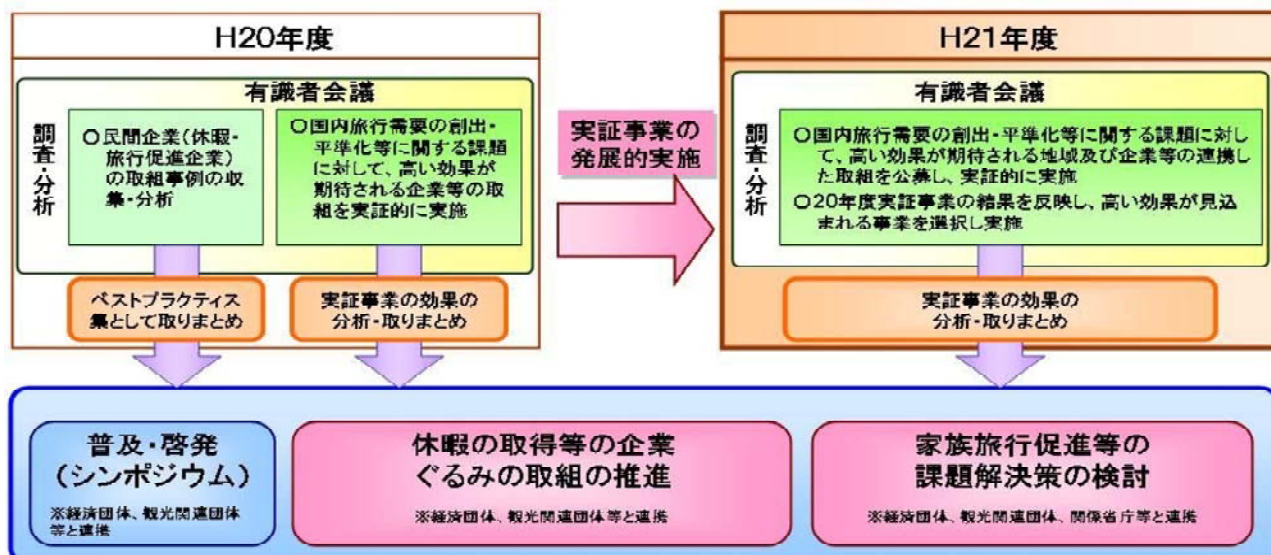 H20年度
有識者会議
調査・分析
○民間企業(休暇・
旅行促進企業)
の取組事例の収
集・分析
○国内旅行需要の創出・
平準化等に関する課題
に対して、高い効果が
期待される企業等の取
組を実証的に実施
ベストプラクティス
集として取りまとめ
実証事業の効果の
分析・取りまとめ
実証事業の
発展的実施
H21年度
有識者会議
調査・分析
○国内旅行需要の創出・平準化等に関する課題に対し
て、高い効果が期待される地域及び企業等の連携し
た取組を公募し、実証的に実施
○20年度実証事業の結果を反映し、高い効果が見込
まれる事業を選択し実施
実証事業の効果の
分析・取りまとめ
普及・啓発
(シンポジウム)
※経済団体、観光関連団体
等と連携
休暇の取得等の企業
ぐるみの取組の推進
※経済団体、観光関連団体等と連携
家族旅行促進等の
課題解決策の検討
※経済団体、観光関連団体、関係省庁等と連携